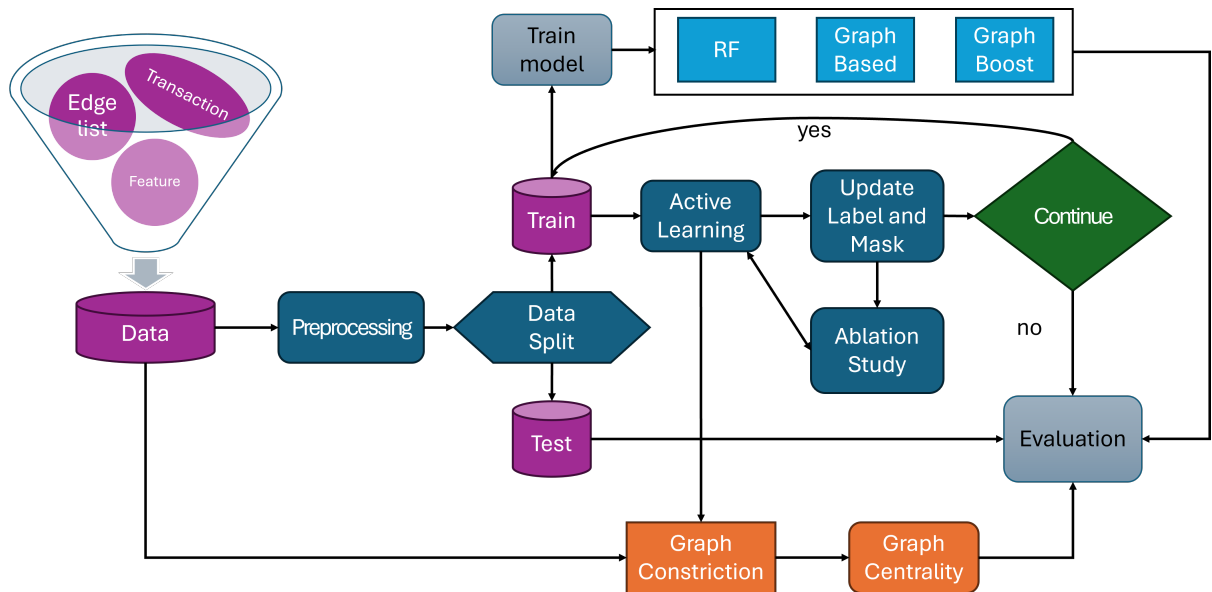 Transaction
Edge
list
Feature
Data
Preprocessing
Data
Split
Train
Test
Train
model
RF
Graph
Based
Graph
Boost
yes
Active
Learning
Update
Label and
Mask
Continue
Ablation
Study
no
Evaluation
Graph
Constriction
Graph
Centrality